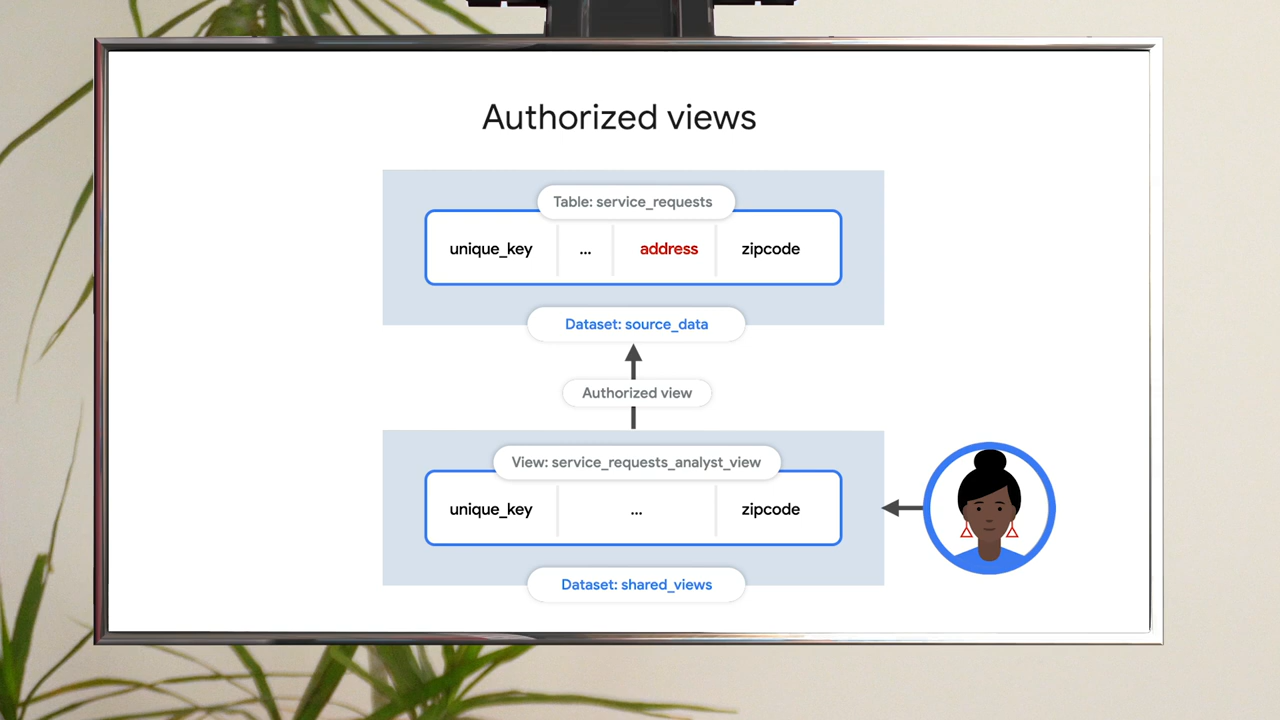 Authorized views
Table: service_requests
unique_key ... address zipcode
Dataset: source_data
Authorized view
View: service_requests_analyst_view
unique_key ... zipcode
Dataset: shared_views